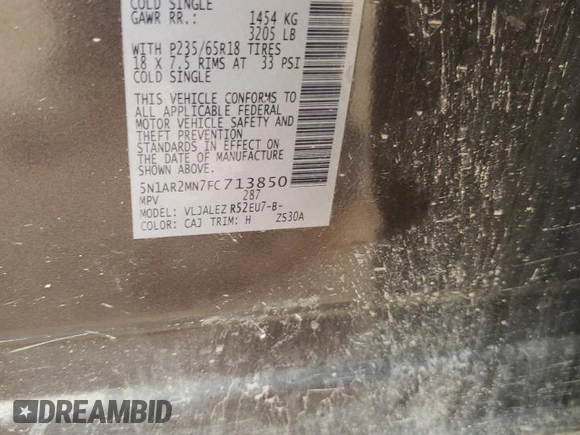 COLD SINGLE
GAWR RR.: 1454 KG
3205 LB
WITH P235/65R18 TIRES
18 X 7.5 RIMS AT 33 PSI
COLD SINGLE
THIS VEHICLE CONFORMS TO
ALL APPLICABLE FEDERAL
MOTOR VEHICLE SAFETY AND
THEFT PREVENTION
STANDARDS IN EFFECT ON
THE DATE OF MANUFACTURE
SHOWN ABOVE.
5N1AR2MN7FC713850
MPV 287
MODEL: VLJALEZ R52EU7-B-
COLOR: CAJ TRIM: H ZS30A
DREAMBID